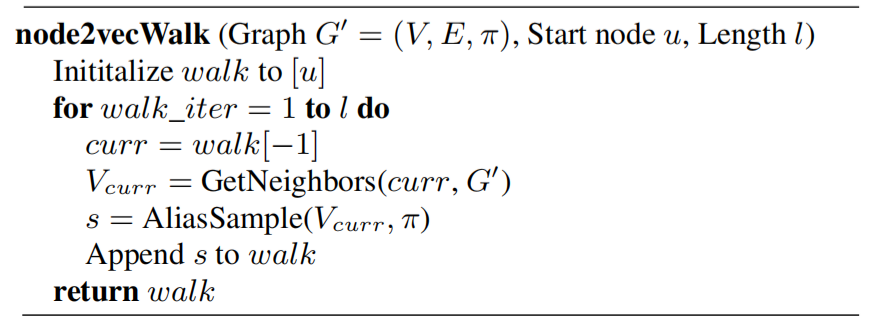 node2vecWalk (Graph G′ = (V, E, π), Start node u, Length l)
Inititalize walk to [u]
for walk_iter = 1 to l do
curr = walk[−1]
V_curr = GetNeighbors(curr, G′)
s = AliasSample(V_curr, π)
Append s to walk
return walk